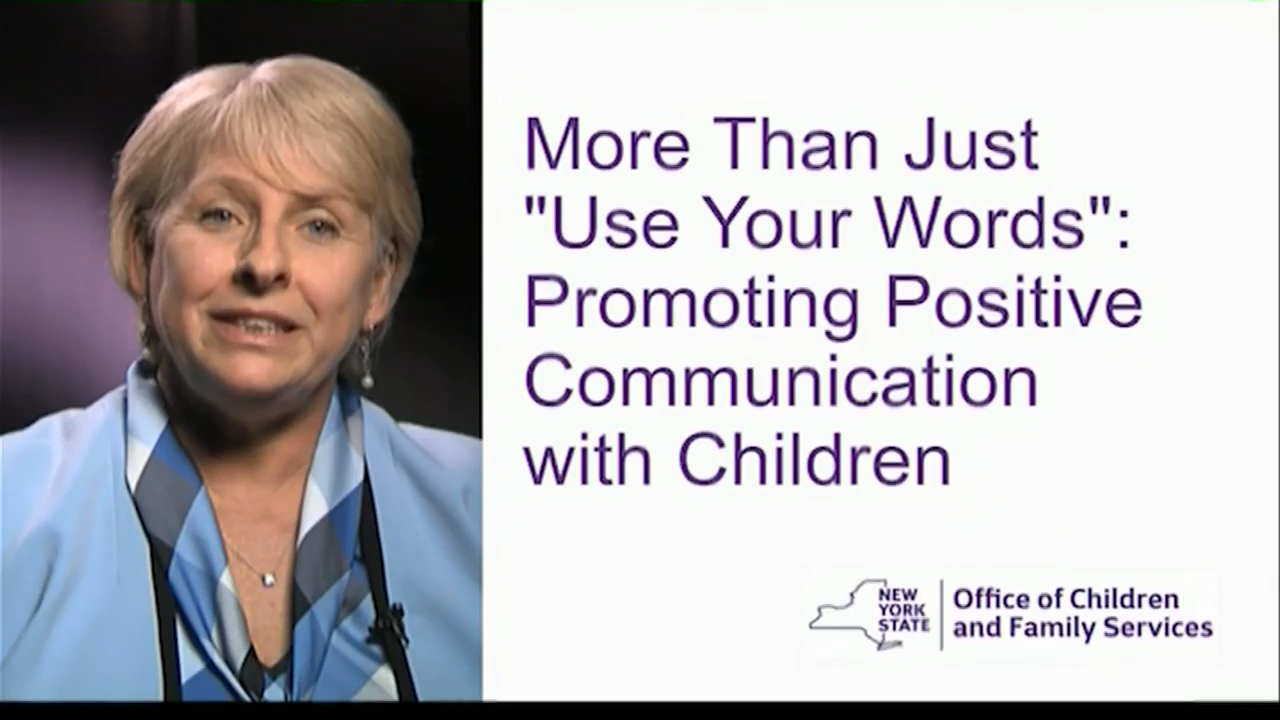 More Than Just
"Use Your Words":
Promoting Positive
Communication
with Children
NEW
YORK
STATE
Office of Children
and Family Services